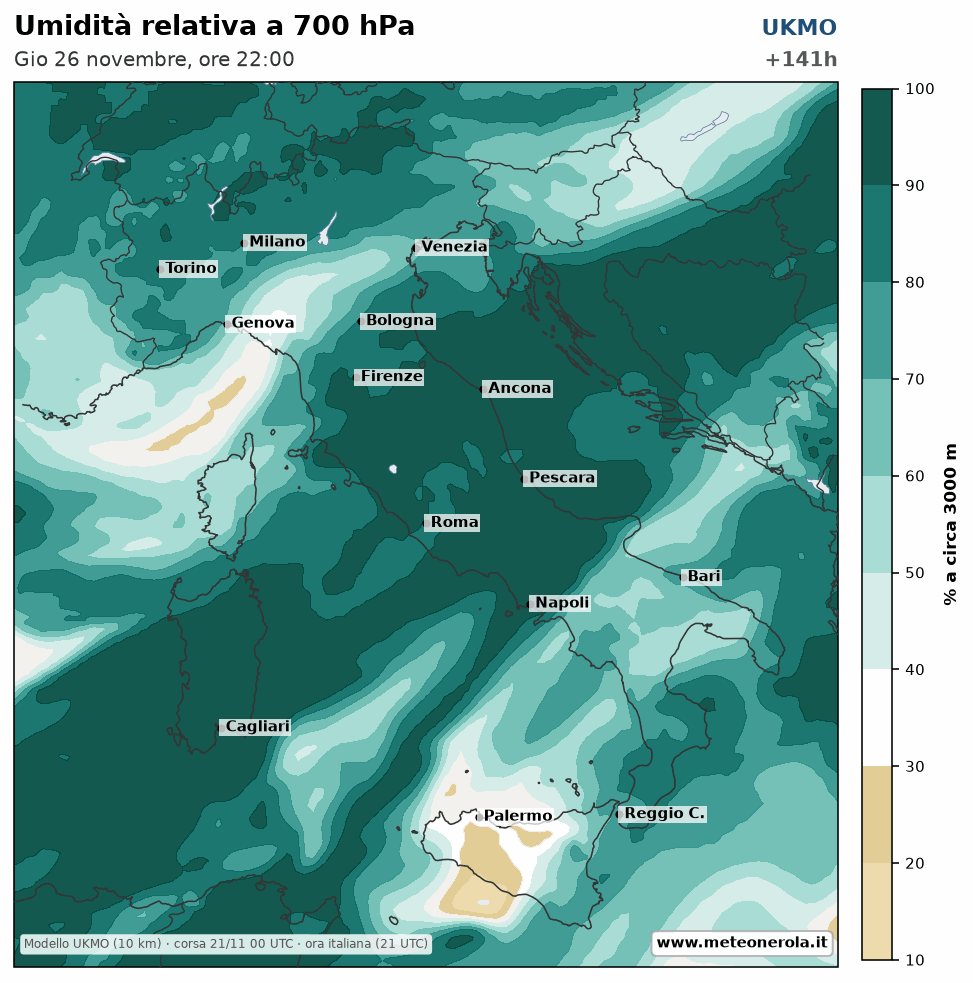 Umidità relativa a 700 hPa
UKMO
Gio 26 novembre, ore 22:00
+141h
100
90
80
70
60
50
40
30
20
10
% a circa 3000 m
Milano
Venezia
Torino
Genova
Bologna
Firenze
Ancona
Pescara
Roma
Bari
Napoli
Cagliari
Palermo
Reggio C.
Modello UKMO (10 km) · corsa 21/11 00 UTC · ora italiana (21 UTC)
www.meteonerola.it